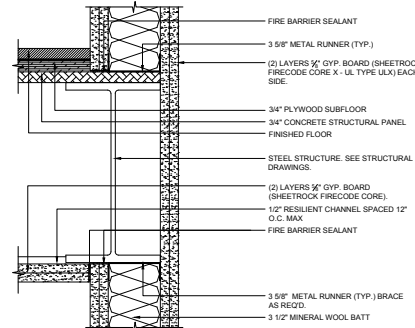 FIRE BARRIER SEALANT
3 5/8" METAL RUNNER (TYP.)
(2) LAYERS ⅝" GYP. BOARD (SHEETROC
FIRECODE CORE X - UL TYPE ULX) EAC
SIDE.
3/4" PLYWOOD SUBFLOOR
3/4" CONCRETE STRUCTURAL PANEL
FINISHED FLOOR
STEEL STRUCTURE. SEE STRUCTURAL
DRAWINGS.
(2) LAYERS ⅝" GYP. BOARD
(SHEETROCK FIRECODE CORE).
1/2" RESILIENT CHANNEL SPACED 12"
O.C. MAX
FIRE BARRIER SEALANT
3 5/8" METAL RUNNER (TYP.) BRACE
AS REQ'D.
3 1/2" MINERAL WOOL BATT